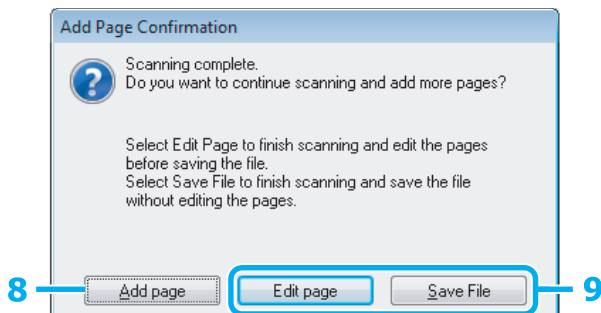 Add Page Confirmation
Scanning complete.
Do you want to continue scanning and add more pages?
Select Edit Page to finish scanning and edit the pages
before saving the file.
Select Save File to finish scanning and save the file
without editing the pages.
8 Add page Edit page Save File 9